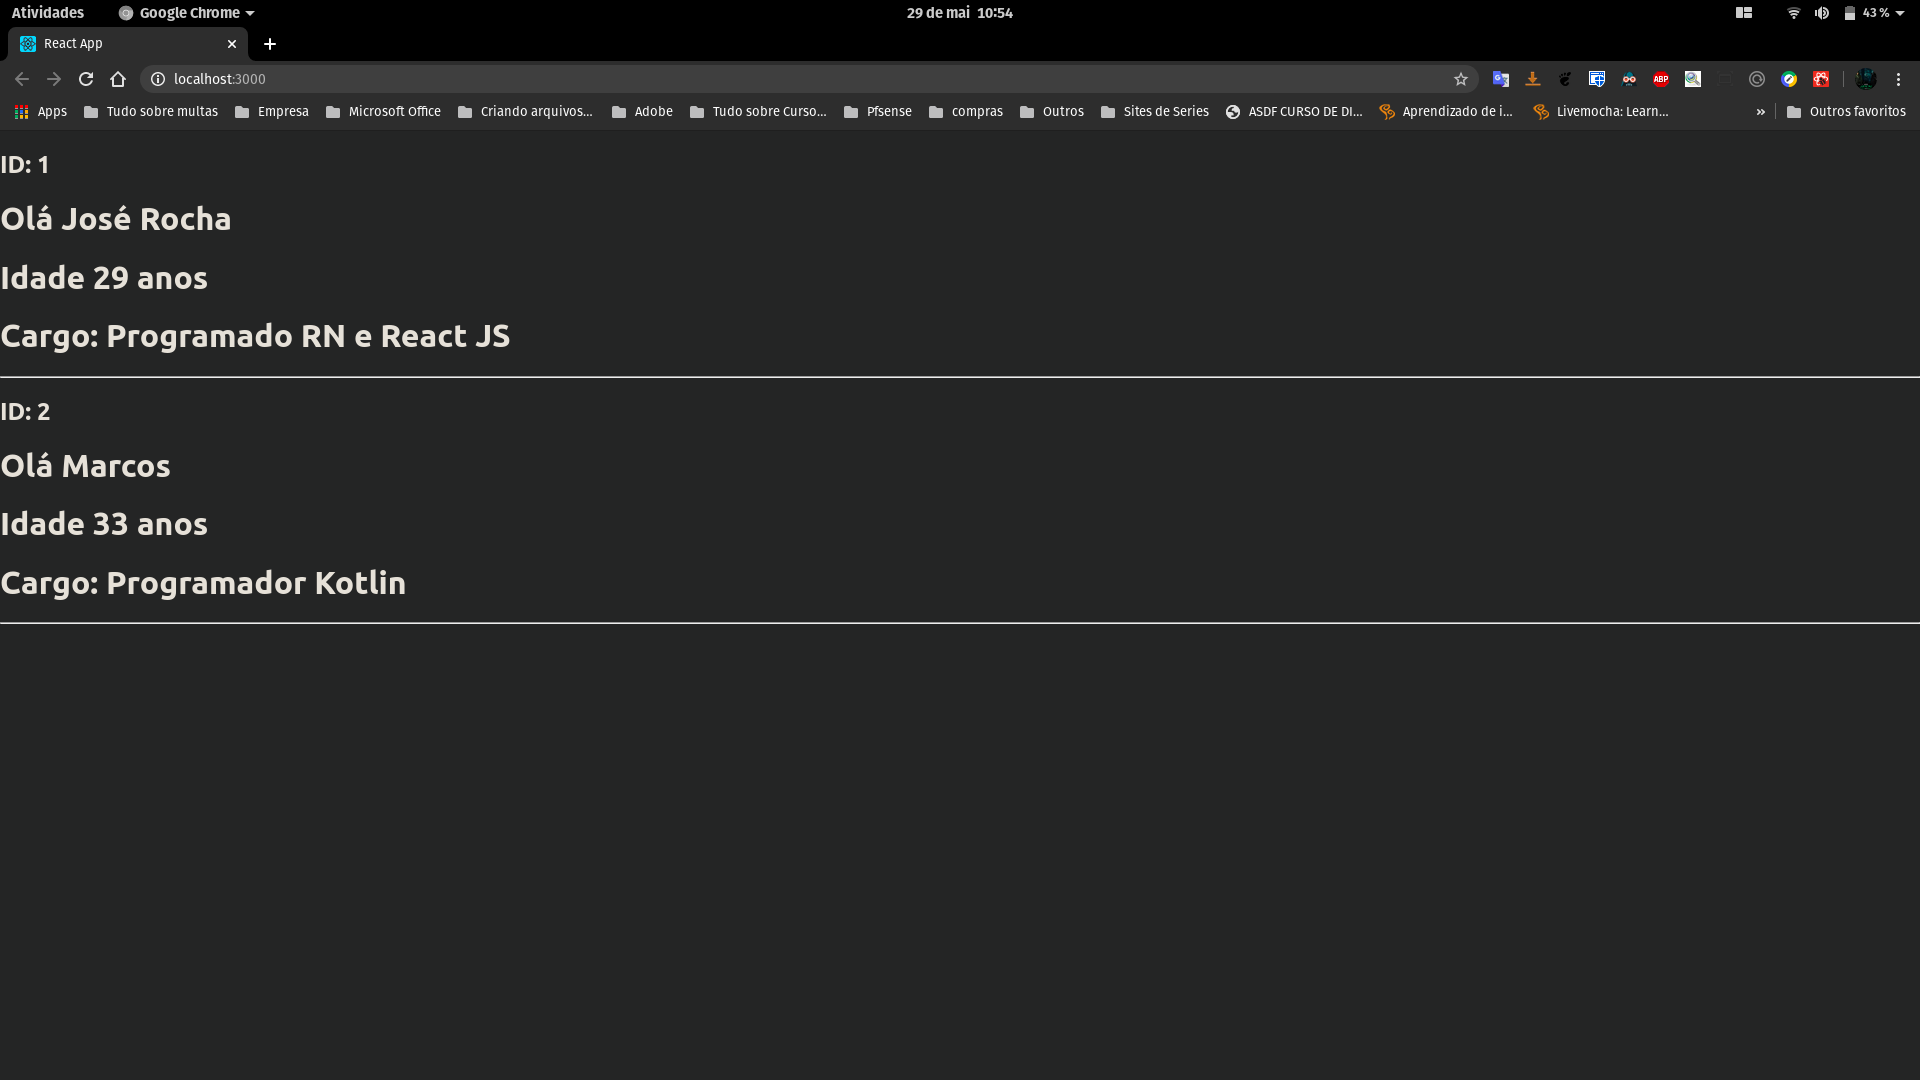 Atividades Google Chrome 29 de mai 10:54 43 %
React App
localhost:3000 ABP
Apps Tudo sobre multas Empresa Microsoft Office Criando arquivos... Adobe Tudo sobre Curso... Pfsense compras Outros Sites de Series ASDF CURSO DE DI... Aprendizado de i... Livemocha: Learn... » Outros favoritos
ID: 1
Olá José Rocha
Idade 29 anos
Cargo: Programado RN e React JS
ID: 2
Olá Marcos
Idade 33 anos
Cargo: Programador Kotlin